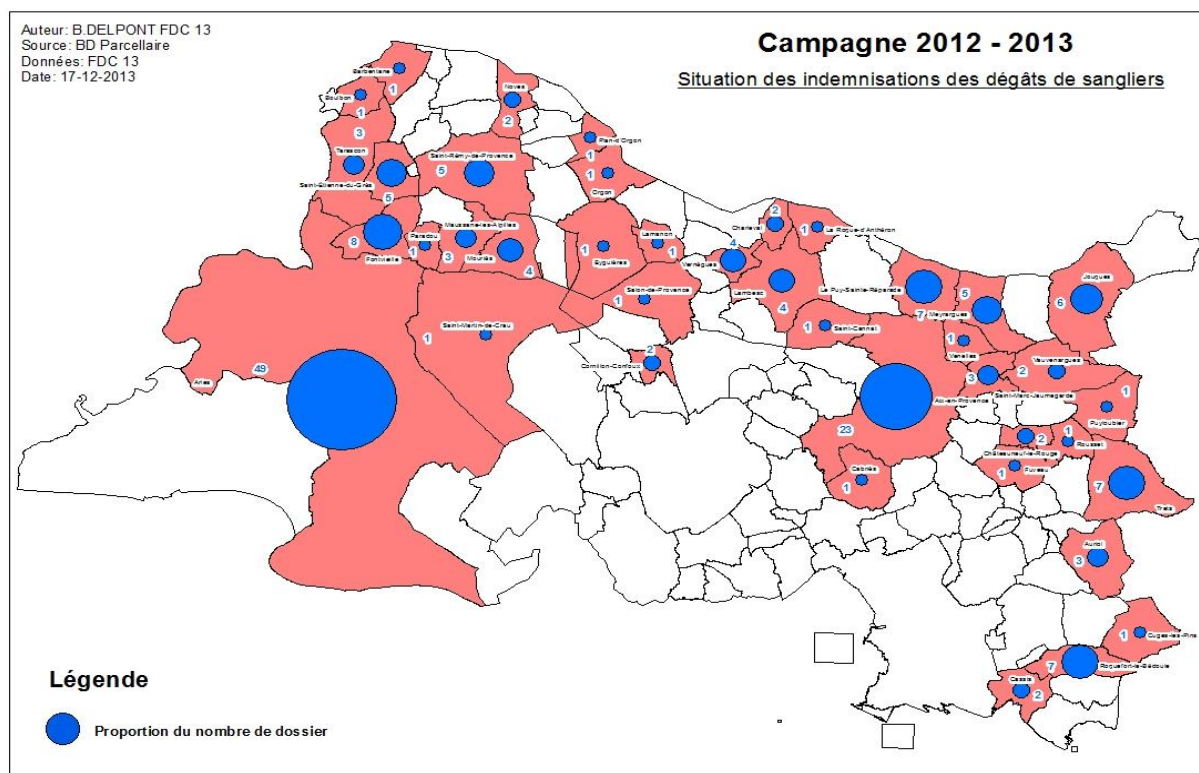 Auteur: B.DELPONT FDC 13
Source: BD Parcellaire
Données: FDC 13
Date: 17-12-2013
Campagne 2012 - 2013
Situation des indemnisations des dégâts de sangliers
Barbentane
1
Boulbon
1
Noves
2
3
Tarascon
Plan-d'Orgon
1
Saint-Rémy-de-Provence
5
1
Orgon
Saint-Etienne-du-Grès
5
8
Fontvieille
Paradou
1
Maussane-les-Alpilles
3
Mouriès
4
Eyguières
1
Lamanon
1
Charleval
2
La Roque-d'Anthéron
1
4
Vernègues
Lambesc
4
Le Puy-Sainte-Réparade
7
Meyrargues
5
Jouques
6
Salon-de-Provence
1
Saint-Martin-de-Crau
1
Saint-Cannat
1
Venelles
1
Vauvenargues
2
2
Cornillon-Confoux
Arles
49
3
Saint-Marc-Jaumegarde
Aix-en-Provence
23
1
Puyloubier
Châteauneuf-le-Rouge
2
1
Rousset
Fuveau
1
Cabriès
1
7
Trets
Auriol
3
Cuges-les-Pins
1
7
Roquefort-la-Bédoule
Cassis
2
Légende
Proportion du nombre de dossier